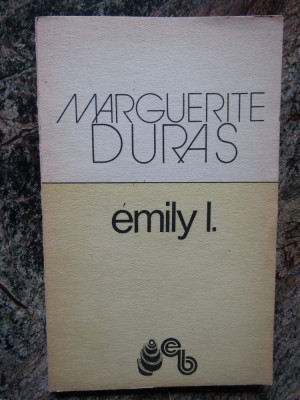 MARGUERITE
DURAS
émily l.
eb